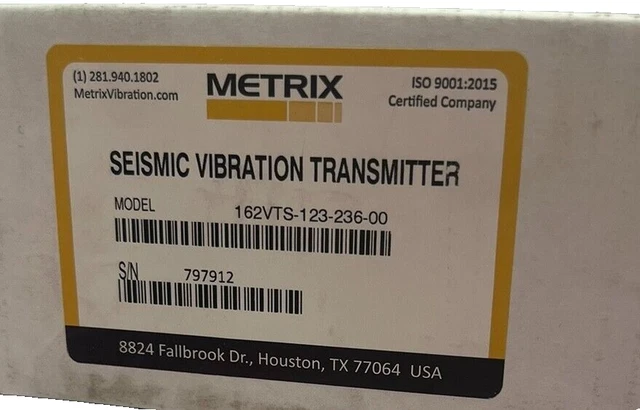 (1) 281.940.1802
MetrixVibration.com
METRIX
ISO 9001:2015
Certified Company
SEISMIC VIBRATION TRANSMITTER
MODEL 162VTS-123-236-00
S/N 797912
8824 Fallbrook Dr., Houston, TX 77064 USA